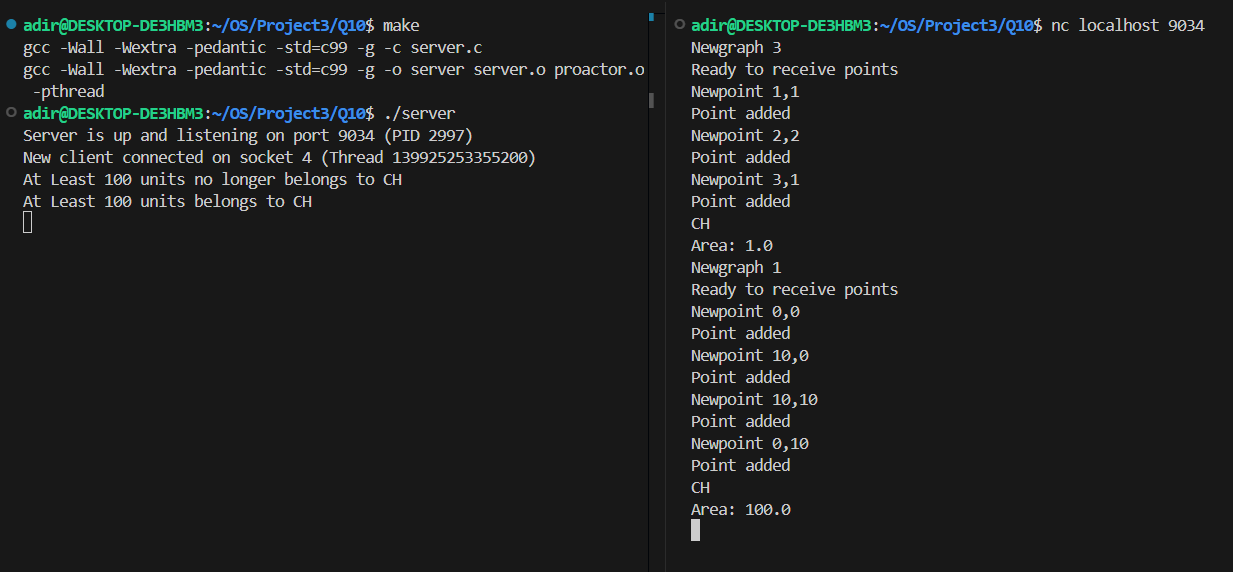 adir@DESKTOP-DE3HBM3:~/OS/Project3/Q10$ make
gcc -Wall -Wextra -pedantic -std=c99 -g -c server.c
gcc -Wall -Wextra -pedantic -std=c99 -g -o server server.o proactor.o
-pthread
adir@DESKTOP-DE3HBM3:~/OS/Project3/Q10$ ./server
Server is up and listening on port 9034 (PID 2997)
New client connected on socket 4 (Thread 139925253355200)
At Least 100 units no longer belongs to CH
At Least 100 units belongs to CH
adir@DESKTOP-DE3HBM3:~/OS/Project3/Q10$ nc localhost 9034
Newgraph 3
Ready to receive points
Newpoint 1,1
Point added
Newpoint 2,2
Point added
Newpoint 3,1
Point added
CH
Area: 1.0
Newgraph 1
Ready to receive points
Newpoint 0,0
Point added
Newpoint 10,0
Point added
Newpoint 10,10
Point added
Newpoint 0,10
Point added
CH
Area: 100.0